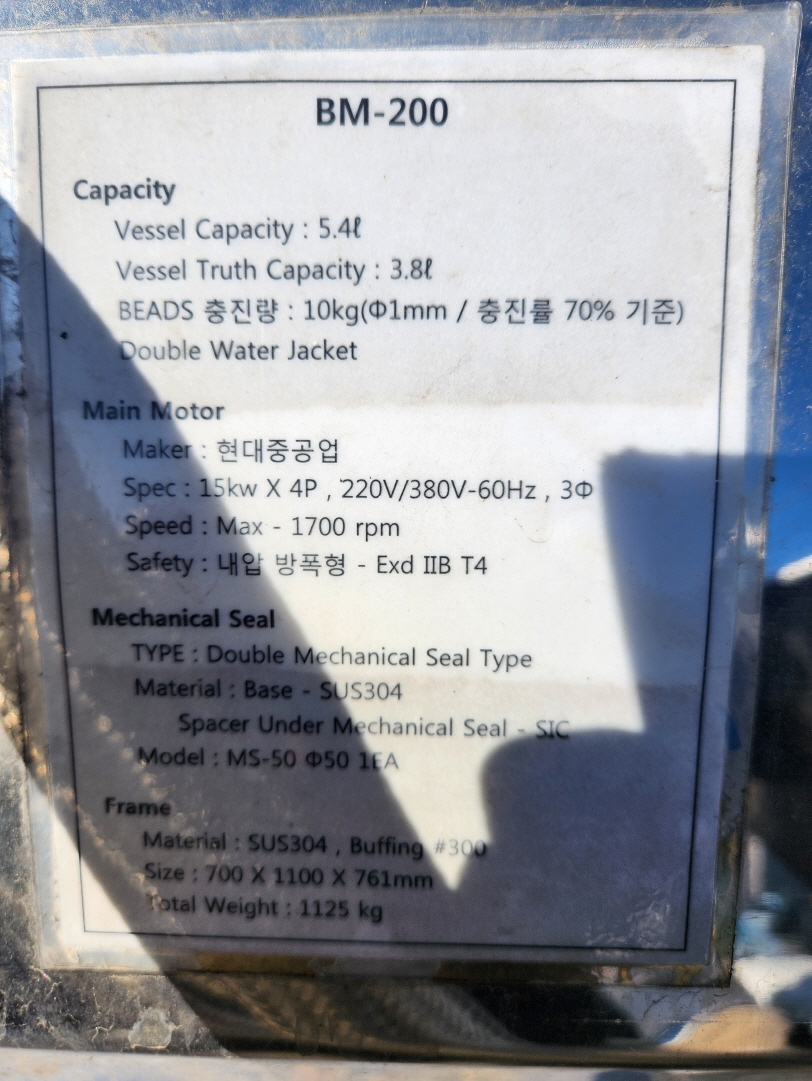 BM-200
Capacity
Vessel Capacity : 5.4ℓ
Vessel Truth Capacity : 3.8ℓ
BEADS 충진량 : 10kg(Φ1mm / 충진률 70% 기준)
Double Water Jacket
Main Motor
Maker : 현대중공업
Spec : 15kw X 4P , 220V/380V-60Hz , 3Φ
Speed : Max - 1700 rpm
Safety : 내압 방폭형 - Exd IIB T4
Mechanical Seal
TYPE : Double Mechanical Seal Type
Material : Base - SUS304
Spacer Under Mechanical Seal - SIC
Model : MS-50 Φ50 1EA
Frame
Material : SUS304 , Buffing #300
Size : 700 X 1100 X 761mm
Total Weight : 1125 kg